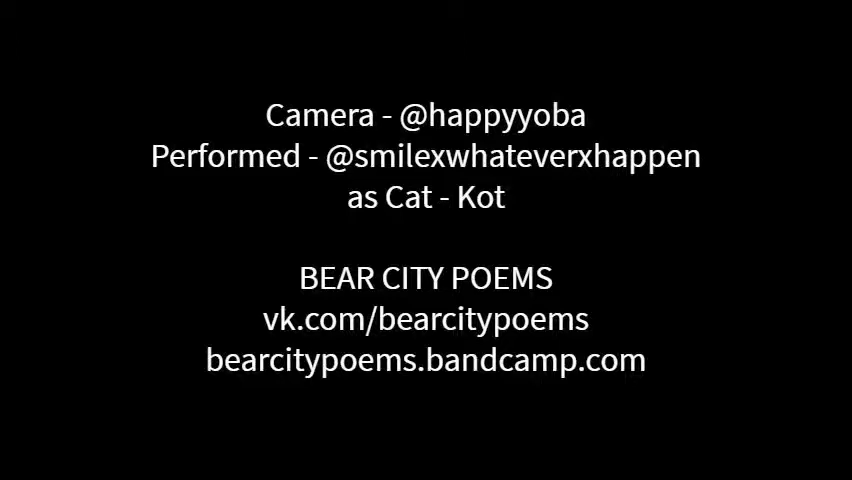 Camera - @happyyoba
Performed - @smilexwhateverxhappen
as Cat - Kot
BEAR CITY POEMS
vk.com/bearcitypoems
bearcitypoems.bandcamp.com